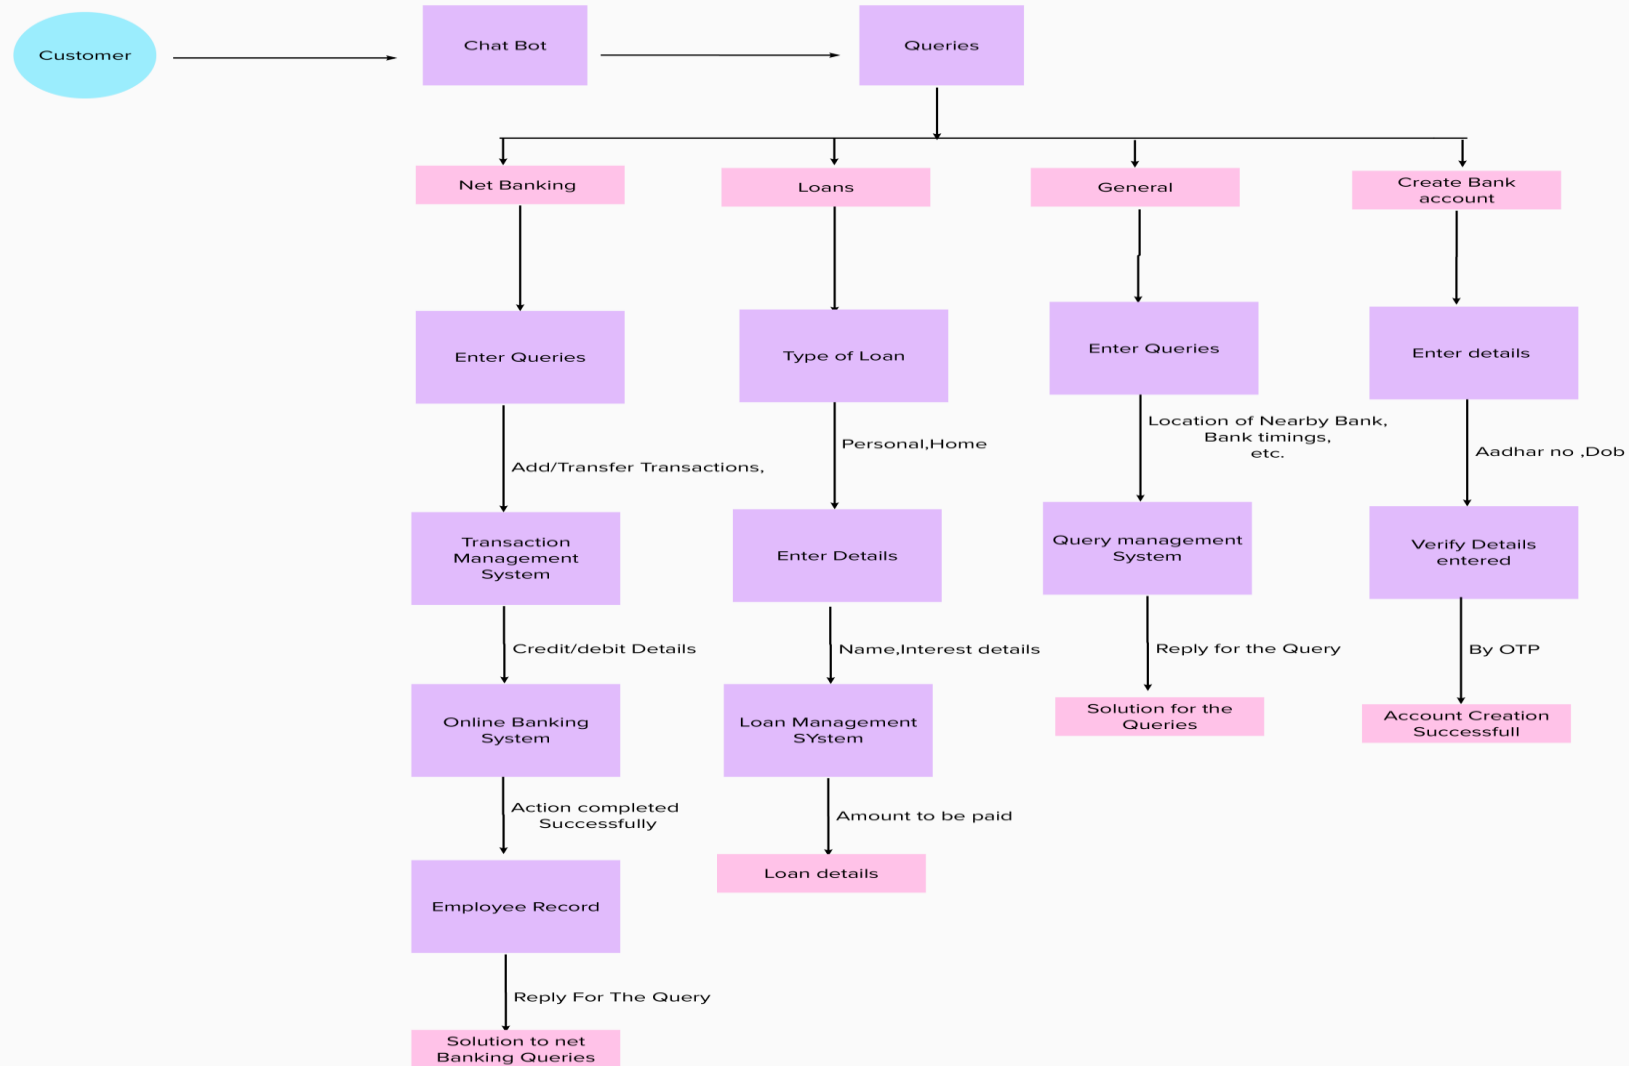 Customer
Chat Bot
Queries
Net Banking
Loans
General
Create Bank
account
Enter Queries
Type of Loan
Enter Queries
Enter details
Add/Transfer Transactions,
Personal,Home
Location of Nearby Bank,
Bank timings,
etc.
Aadhar no ,Dob
Transaction
Management
System
Enter Details
Query management
System
Verify Details
entered
Credit/debit Details
Name,Interest details
Reply for the Query
By OTP
Online Banking
System
Loan Management
SYstem
Solution for the
Queries
Account Creation
Successfull
Action completed
Successfully
Amount to be paid
Loan details
Employee Record
Reply For The Query
Solution to net
Banking Queries